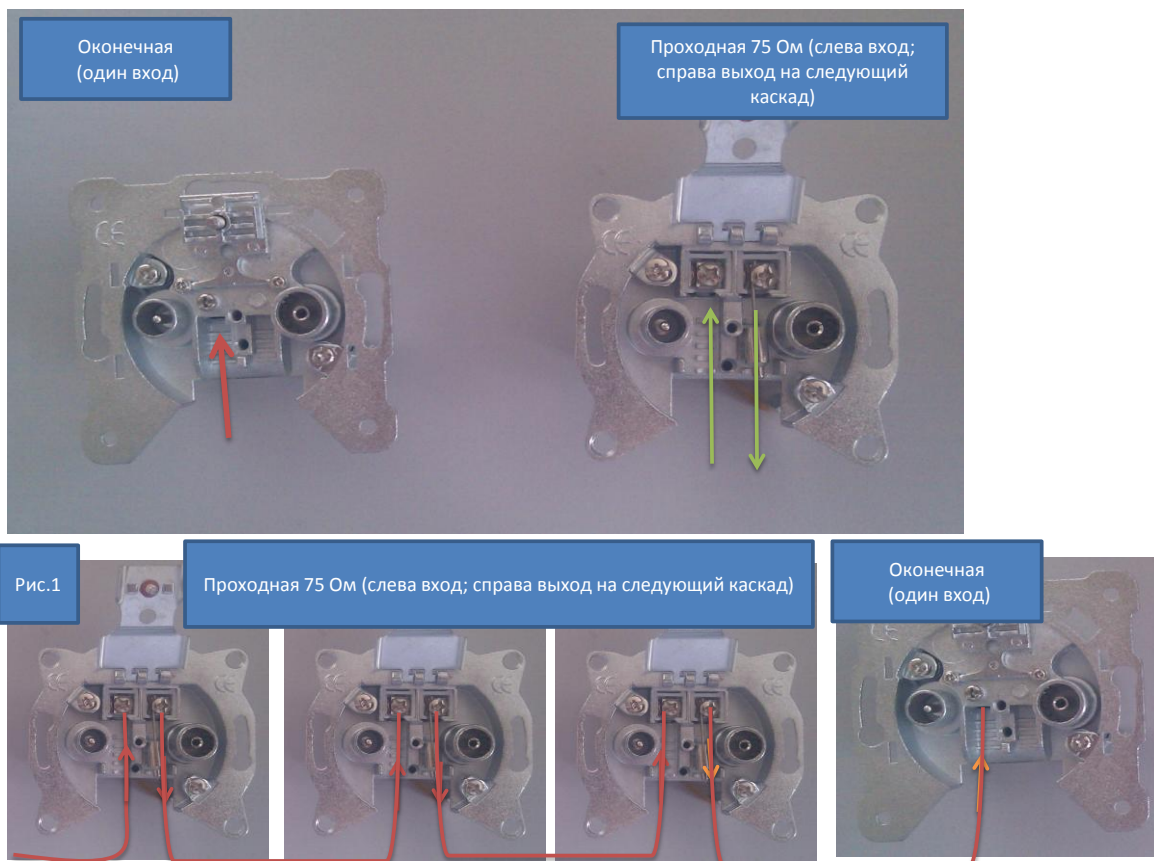 Оконечная
(один вход)
Проходная 75 Ом (слева вход;
справа выход на следующий
каскад)
Рис.1
Проходная 75 Ом (слева вход; справа выход на следующий каскад)
Оконечная
(один вход)